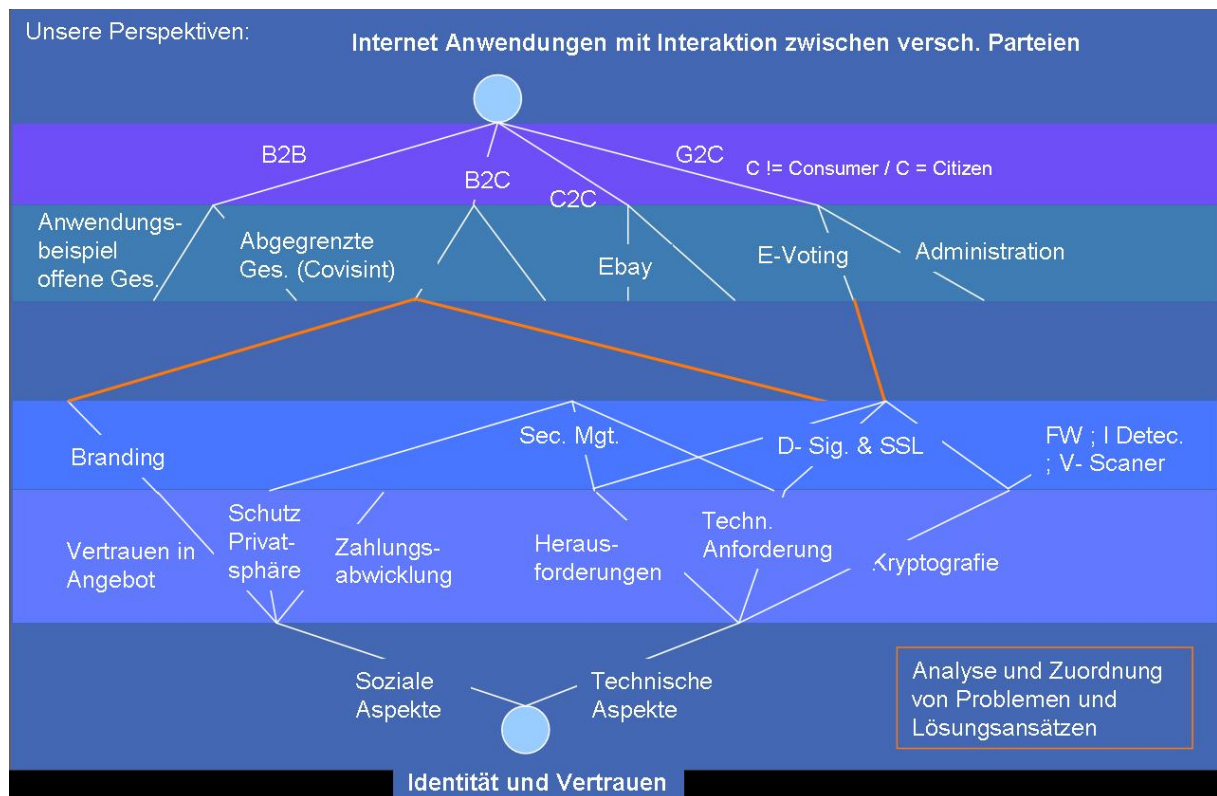 Unsere Perspektiven:
Internet Anwendungen mit Interaktion zwischen versch. Parteien
B2B
B2C
C2C
G2C
C != Consumer / C = Citizen
Anwendungs-
beispiel
offene Ges.
Abgegrenzte
Ges. (Covisint)
Ebay
E-Voting
Administration
Branding
Sec. Mgt.
D- Sig. & SSL
FW ; I Detec.
; V- Scaner
Vertrauen in
Angebot
Schutz
Privat-
sphäre
Zahlungs-
abwicklung
Heraus-
forderungen
Techn.
Anforderung
Kryptografie
Soziale
Aspekte
Technische
Aspekte
Analyse und Zuordnung
von Problemen und
Lösungsansätzen
Identität und Vertrauen